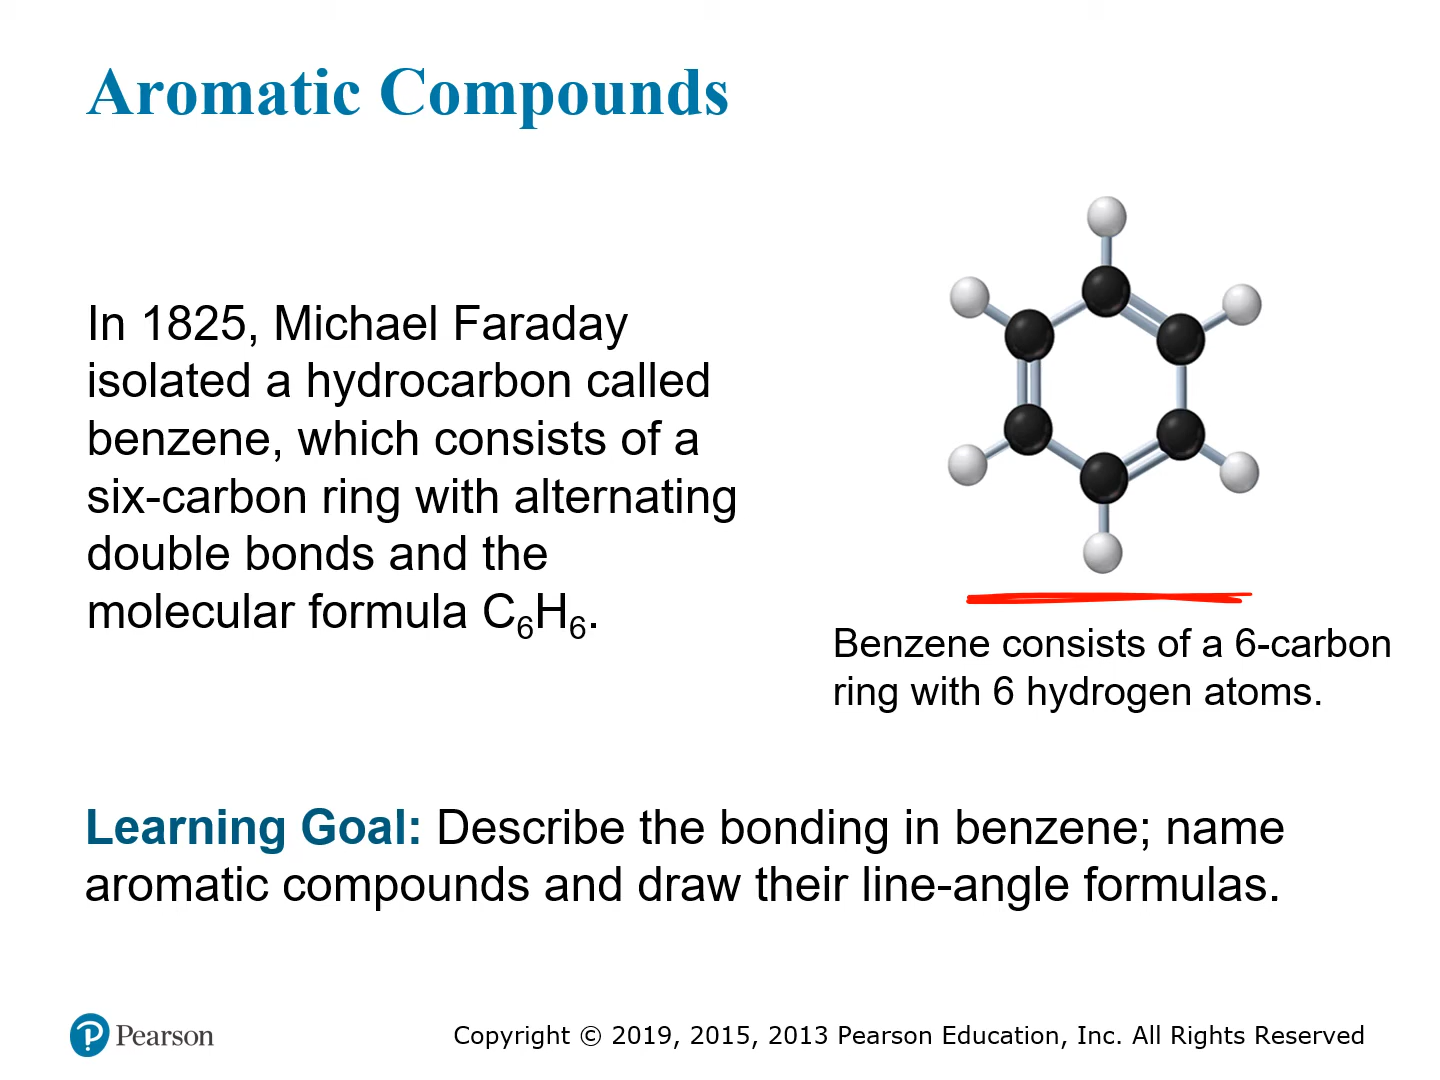 Aromatic Compounds
In 1825, Michael Faraday
isolated a hydrocarbon called
benzene, which consists of a
six-carbon ring with alternating
double bonds and the
molecular formula C₆H₆.
Benzene consists of a 6-carbon
ring with 6 hydrogen atoms.
Learning Goal: Describe the bonding in benzene; name
aromatic compounds and draw their line-angle formulas.
Pearson
Copyright © 2019, 2015, 2013 Pearson Education, Inc. All Rights Reserved